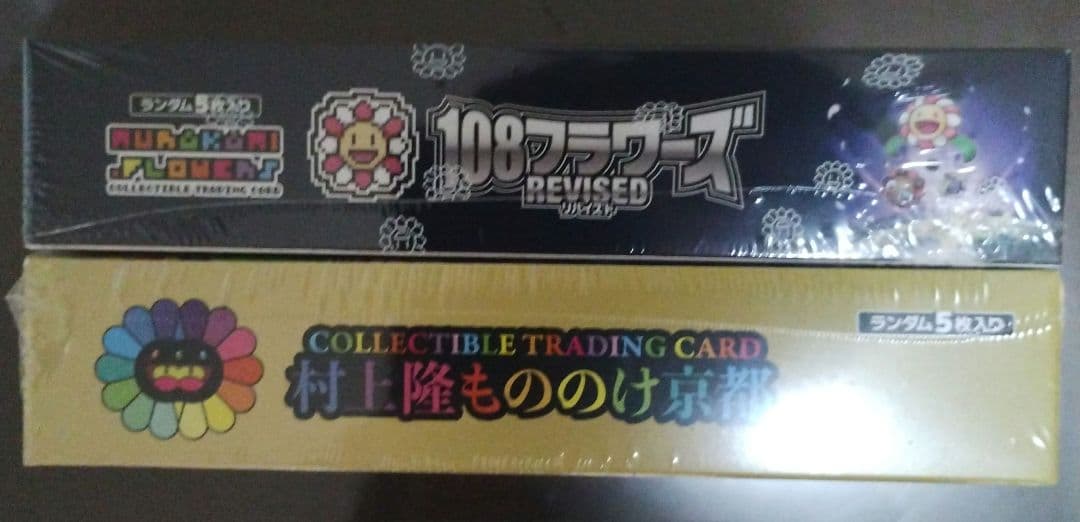 ランダム5枚入り
MURAKAMI
FLOWERS
COLLECTIBLE TRADING CARD
108フラワーズ
REVISED
リバイスド
ランダム5枚入り
COLLECTIBLE TRADING CARD
村上隆もののけ京都